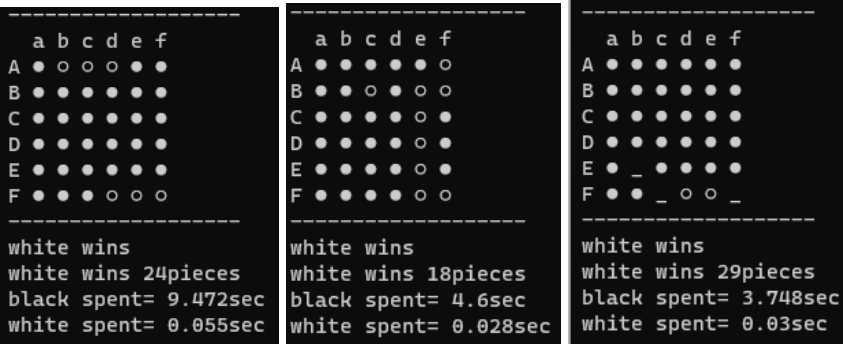 a b c d e f
A ● ○ ○ ○ ● ●
B ● ● ● ● ● ●
C ● ● ● ● ● ●
D ● ● ● ● ● ●
E ● ● ● ● ● ●
F ● ● ● ○ ○ ○
white wins
white wins 24pieces
black spent= 9.472sec
white spent= 0.055sec
a b c d e f
A ● ● ● ● ● ○
B ● ● ○ ● ○ ○
C ● ● ● ● ○ ●
D ● ● ● ● ○ ●
E ● ● ● ● ○ ●
F ● ● ● ● ○ ○
white wins
white wins 18pieces
black spent= 4.6sec
white spent= 0.028sec
a b c d e f
A ● ● ● ● ● ●
B ● ● ● ● ● ●
C ● ● ● ● ● ●
D ● ● ● ● ● ●
E ● _ ● ● ● ●
F ● ● _ ○ ○ _
white wins
white wins 29pieces
black spent= 3.748sec
white spent= 0.03sec